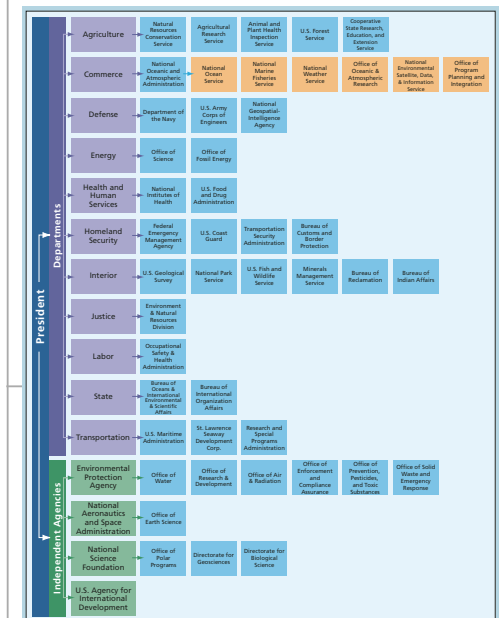 President
Departments
Agriculture
Natural
Resources
Conservation
Service
Agricultural
Research
Service
Animal and
Plant Health
Inspection
Service
U.S. Forest
Service
Cooperative
State Research,
Education, and
Extension
Service
Commerce
National
Oceanic and
Atmospheric
Administration
National
Ocean
Service
National
Marine
Fisheries
Service
National
Weather
Service
Office of
Oceanic &
Atmospheric
Research
National
Environmental
Satellite, Data,
& Information
Service
Office of
Program
Planning and
Integration
Defense
Department of
the Navy
U.S. Army
Corps of
Engineers
National
Geospatial-
Intelligence
Agency
Energy
Office of
Science
Office of
Fossil Energy
Health and
Human
Services
National
Institutes of
Health
U.S. Food
and Drug
Administration
Homeland
Security
Federal
Emergency
Management
Agency
U.S. Coast
Guard
Transportation
Security
Administration
Bureau of
Customs and
Border
Protection
Interior
U.S. Geological
Survey
National Park
Service
U.S. Fish and
Wildlife
Service
Minerals
Management
Service
Bureau of
Reclamation
Bureau of
Indian Affairs
Justice
Environment
& Natural
Resources
Division
Labor
Occupational
Safety &
Health
Administration
State
Bureau of
Oceans &
International
Environmental
& Scientific
Affairs
Bureau of
International
Organization
Affairs
Transportation
U.S. Maritime
Administration
St. Lawrence
Seaway
Development
Corp.
Research and
Special
Programs
Administration
Independent Agencies
Environmental
Protection
Agency
Office of
Water
Office of
Research &
Development
Office of Air
& Radiation
Office of
Enforcement
and
Compliance
Assurance
Office of
Prevention,
Pesticides,
and Toxic
Substances
Office of Solid
Waste and
Emergency
Response
National
Aeronautics
and Space
Administration
Office of
Earth Science
National
Science
Foundation
Office of
Polar
Programs
Directorate for
Geosciences
Directorate for
Biological
Science
U.S. Agency for
International
Development